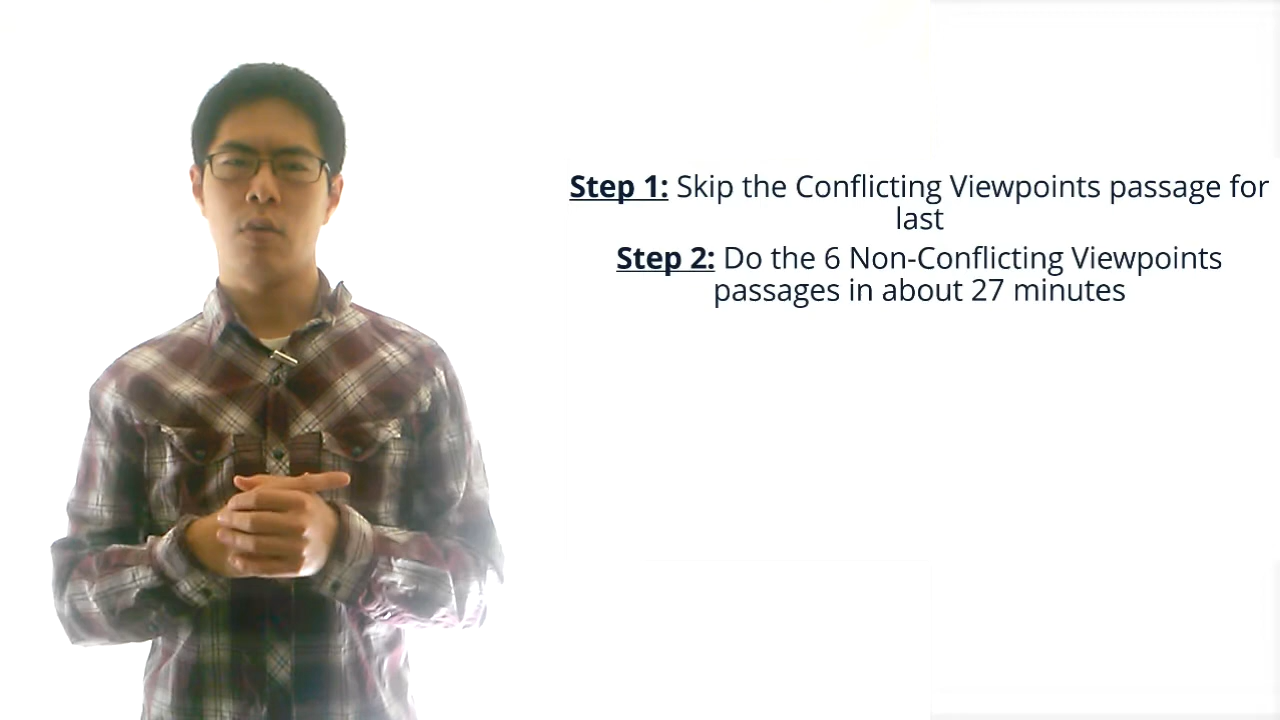 Step 1: Skip the Conflicting Viewpoints passage for
last
Step 2: Do the 6 Non-Conflicting Viewpoints
passages in about 27 minutes